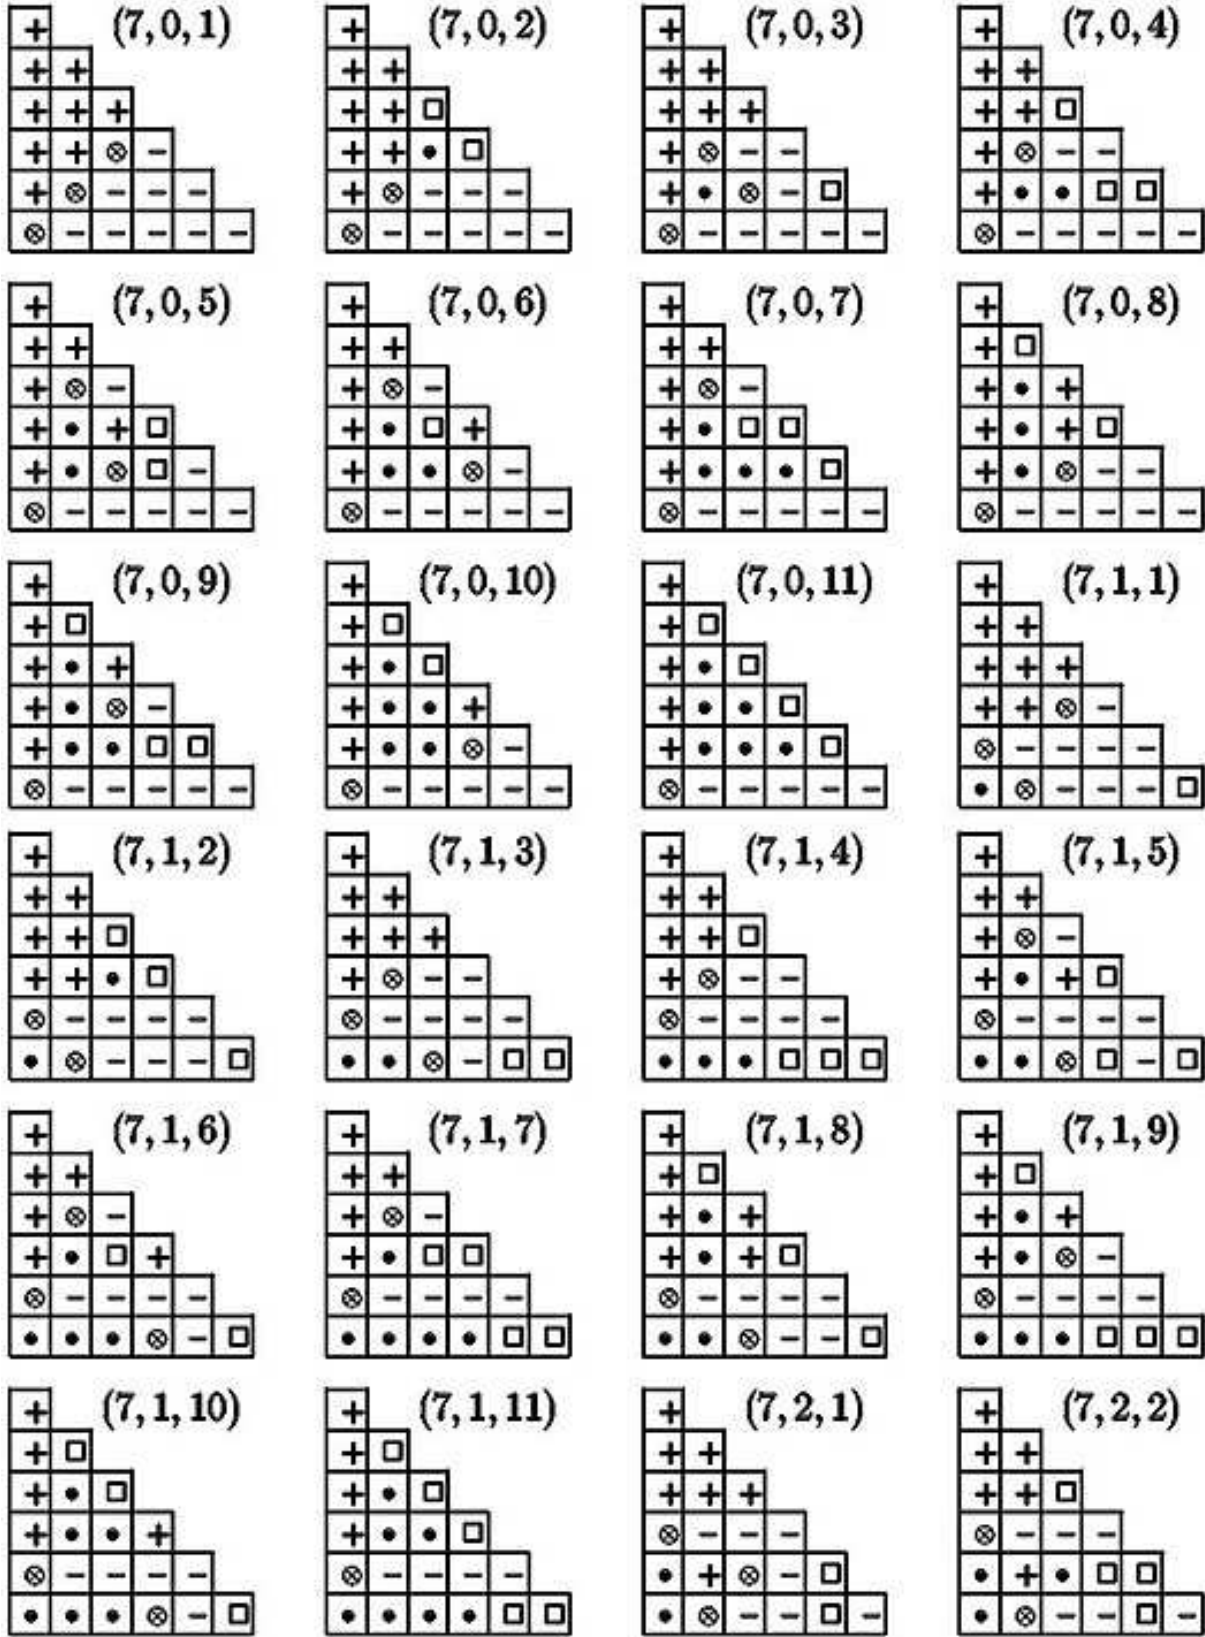 (7, 0, 1) (7, 0, 2) (7, 0, 3) (7, 0, 4)
+ + + +
+ + + + + + + +
+ + + + + □ + + + + + □
+ + ⊗ − + + • □ + ⊗ − − + ⊗ − −
+ ⊗ − − − + ⊗ − − − + • ⊗ − □ + • • □ □
⊗ − − − − − ⊗ − − − − − ⊗ − − − − − ⊗ − − − − −
(7, 0, 5) (7, 0, 6) (7, 0, 7) (7, 0, 8)
+ + + +
+ + + + + + + □
+ ⊗ − + ⊗ − + ⊗ − + • +
+ • + □ + • □ + + • □ □ + • + □
+ • ⊗ □ − + • • ⊗ − + • • • □ + • ⊗ − −
⊗ − − − − − ⊗ − − − − − ⊗ − − − − − ⊗ − − − − −
(7, 0, 9) (7, 0, 10) (7, 0, 11) (7, 1, 1)
+ + + +
+ □ + □ + □ + +
+ • + + • □ + • □ + + +
+ • ⊗ − + • • + + • • □ + + ⊗ −
+ • • □ □ + • • ⊗ − + • • • □ ⊗ − − − −
⊗ − − − − − ⊗ − − − − − ⊗ − − − − − • ⊗ − − − □
(7, 1, 2) (7, 1, 3) (7, 1, 4) (7, 1, 5)
+ + + +
+ + + + + + + +
+ + □ + + + + + □ + ⊗ −
+ + • □ + ⊗ − − + ⊗ − − + • + □
⊗ − − − − ⊗ − − − − ⊗ − − − − ⊗ − − − −
• ⊗ − − − □ • • ⊗ − □ □ • • • □ □ □ • • ⊗ □ − □
(7, 1, 6) (7, 1, 7) (7, 1, 8) (7, 1, 9)
+ + + +
+ + + + + □ + □
+ ⊗ − + ⊗ − + • + + • +
+ • □ + + • □ □ + • + □ + • ⊗ −
⊗ − − − − ⊗ − − − − ⊗ − − − − ⊗ − − − −
• • • ⊗ − □ • • • • □ □ • • ⊗ − − □ • • • □ □ □
(7, 1, 10) (7, 1, 11) (7, 2, 1) (7, 2, 2)
+ + + +
+ □ + □ + + + +
+ • □ + • □ + + + + + □
+ • • + + • • □ ⊗ − − − ⊗ − − −
⊗ − − − − ⊗ − − − − • + ⊗ − □ • + • □ □
• • • ⊗ − □ • • • • □ □ • ⊗ − − □ − • ⊗ − − □ −